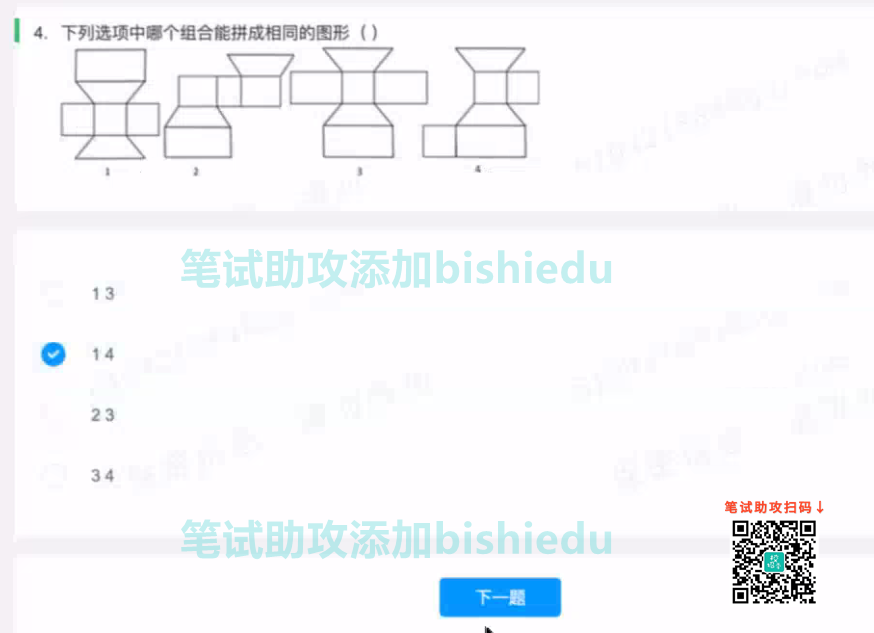 4. 下列选项中哪个组合能拼成相同的图形（ ）
1 2 3 4
笔试助攻添加bishiedu
1 3
1 4
2 3
3 4
笔试助攻扫码↓
笔试助攻添加bishiedu
下一题